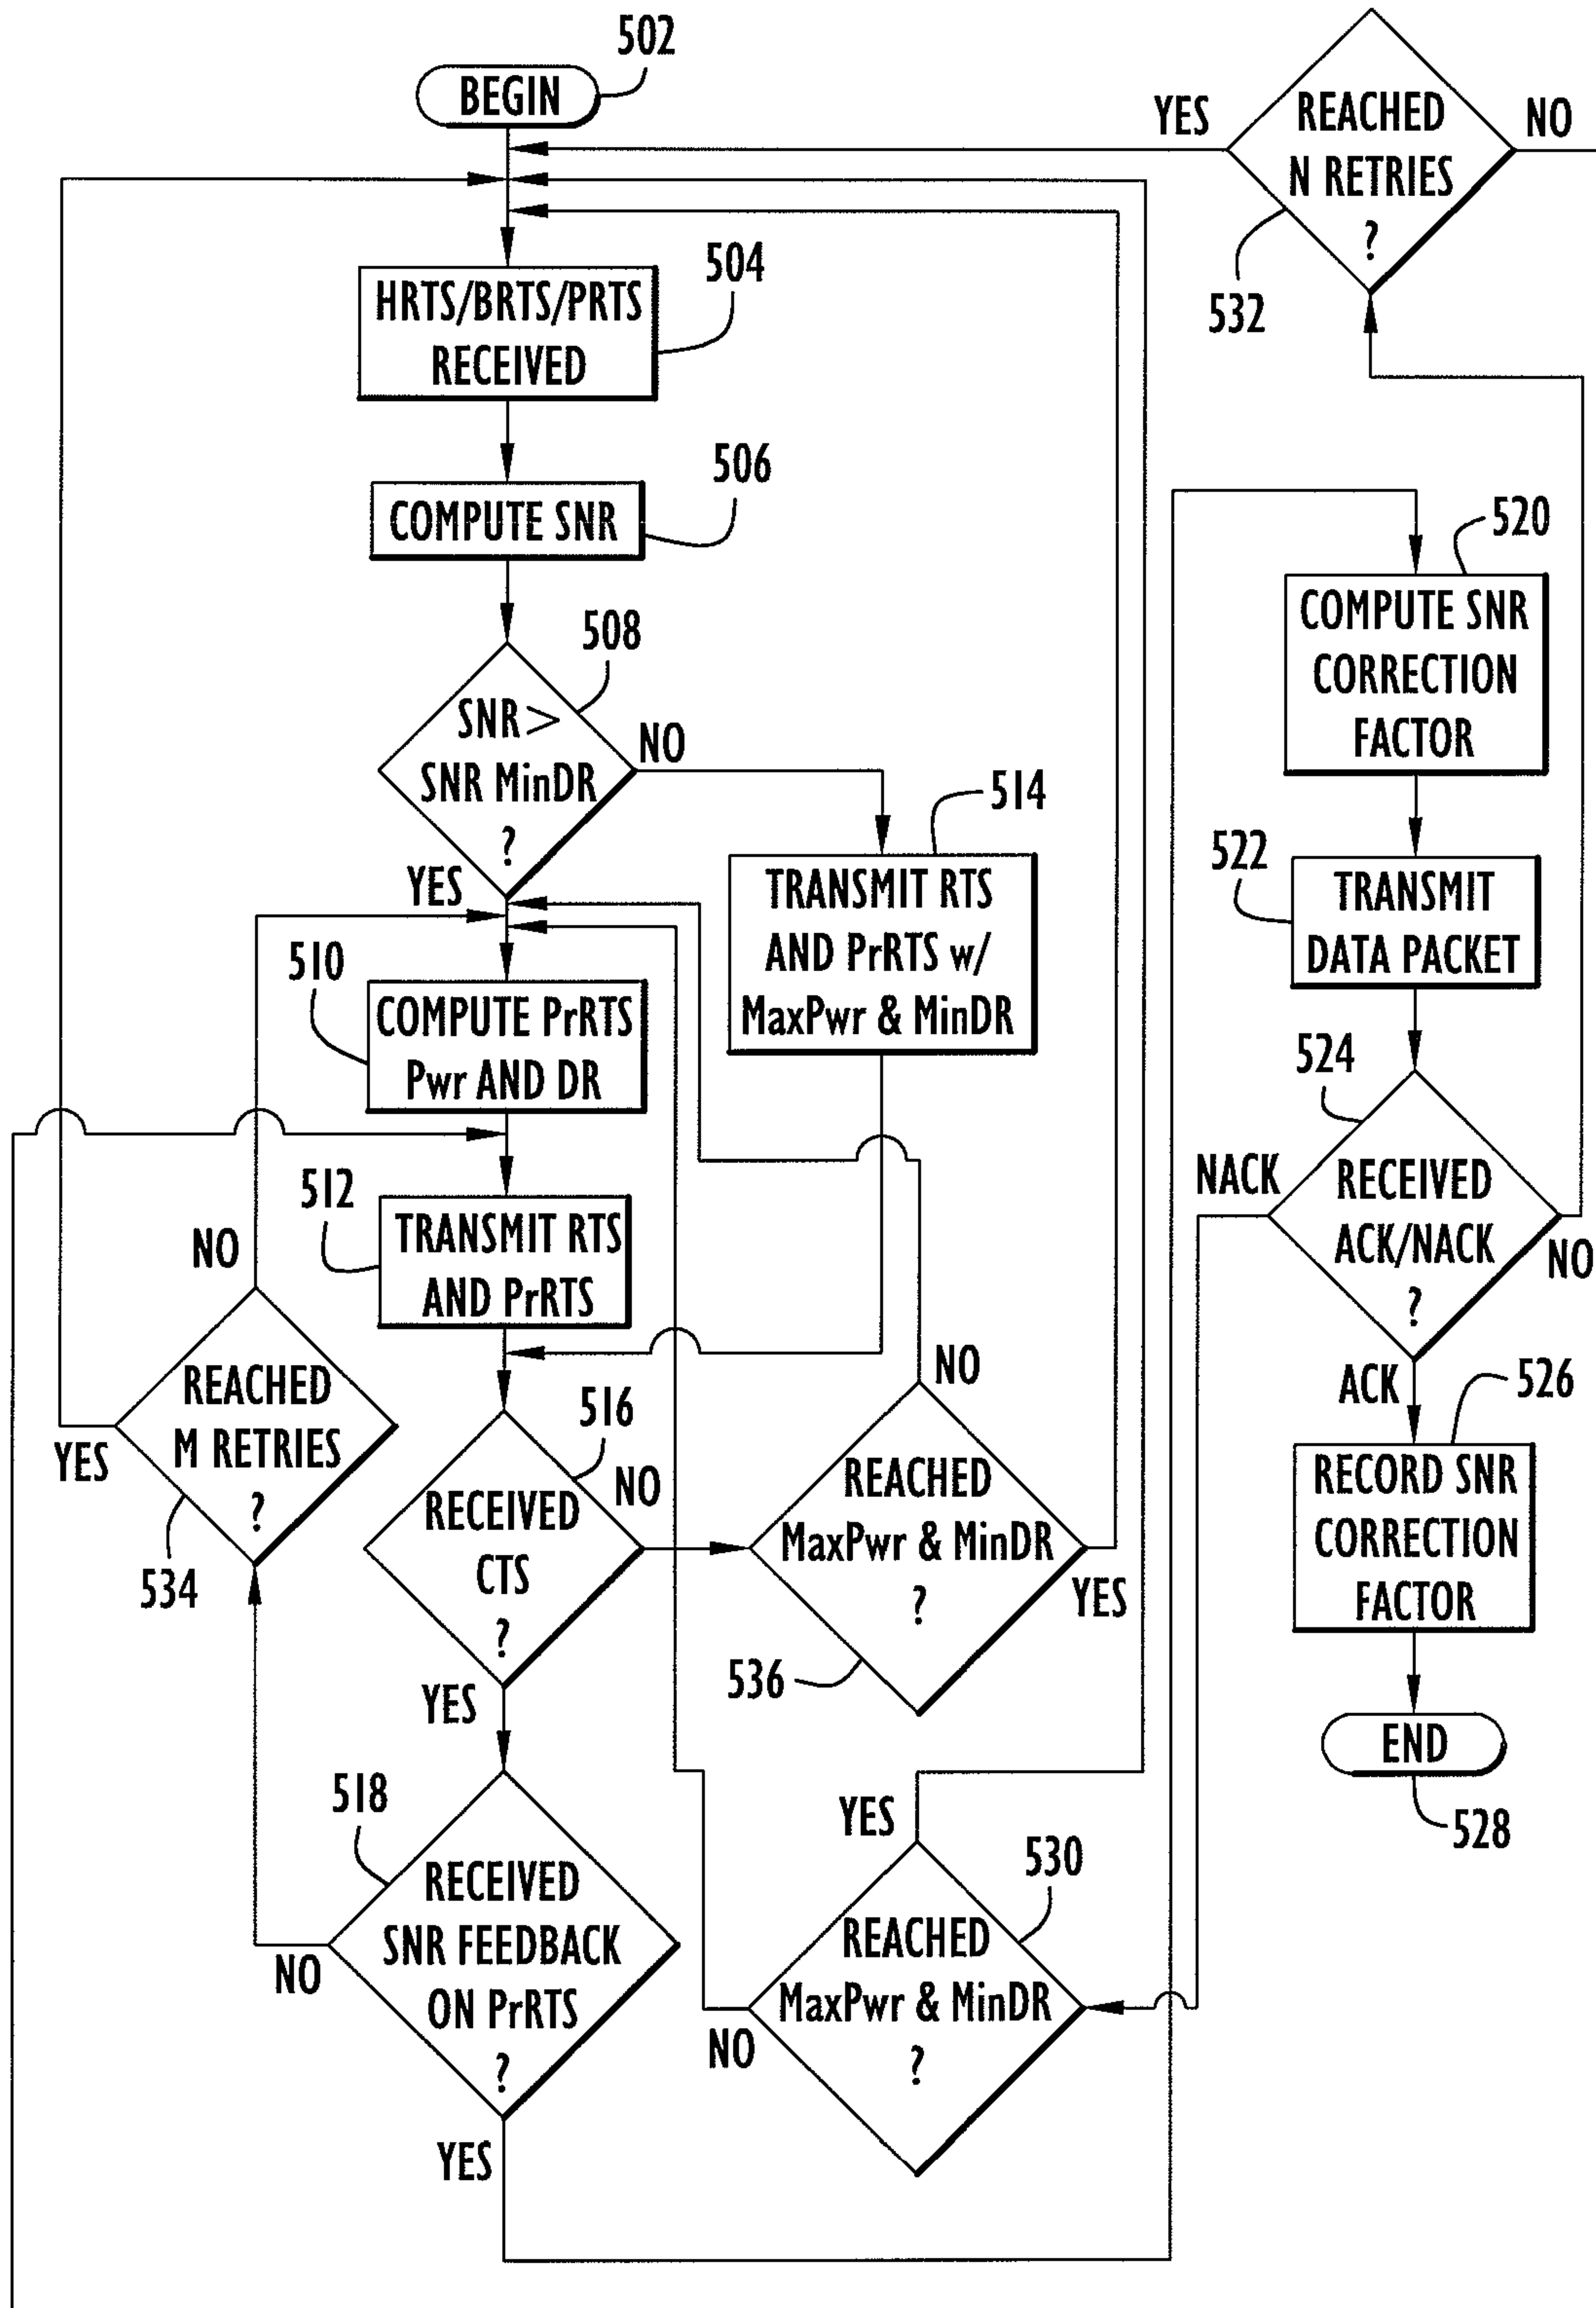 502
BEGIN
YES
REACHED
N RETRIES
?
NO
532
504
HRTS/BRTS/PRTS
RECEIVED
506
COMPUTE SNR
508
SNR >
SNR MinDR
?
NO
YES
514
TRANSMIT RTS
AND PrRTS w/
MaxPwr & MinDR
510
COMPUTE PrRTS
Pwr AND DR
512
TRANSMIT RTS
AND PrRTS
NO
REACHED
M RETRIES
?
YES
534
516
RECEIVED
CTS
?
NO
YES
NO
REACHED
MaxPwr & MinDR
?
YES
536
518
RECEIVED
SNR FEEDBACK
ON PrRTS
?
NO
YES
YES
530
REACHED
MaxPwr & MinDR
?
NO
520
COMPUTE SNR
CORRECTION
FACTOR
522
TRANSMIT
DATA PACKET
524
NACK
RECEIVED
ACK/NACK
?
NO
ACK
526
RECORD SNR
CORRECTION
FACTOR
END
528